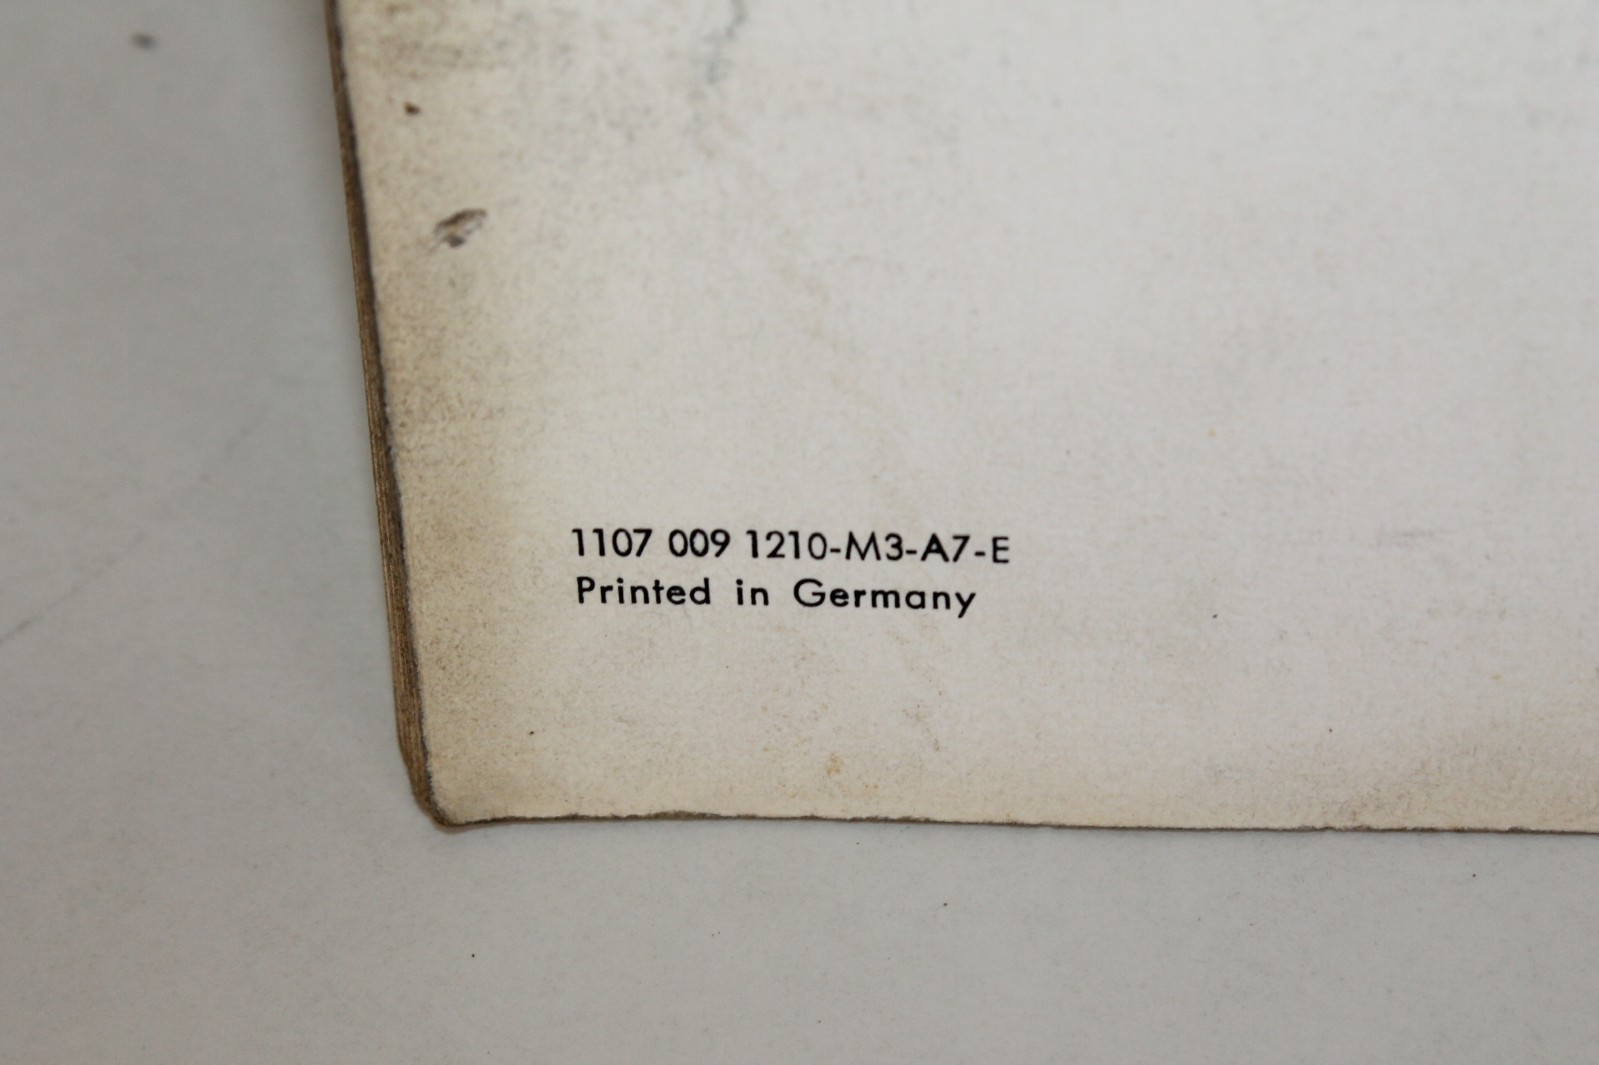 1107 009 1210-M3-A7-E
Printed in Germany